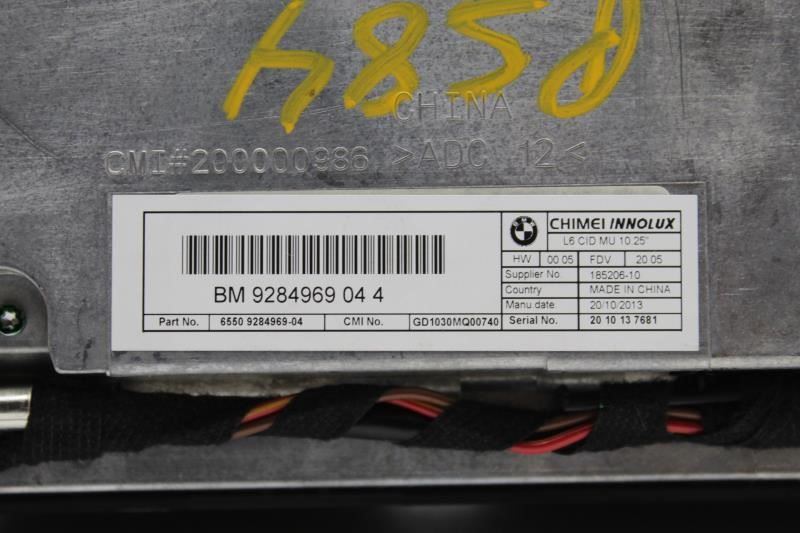 P584
CHINA
CMI#200000986 >ADC 12<
BM 9284969 04 4
Part No. 6550 9284969-04 CMI No. GD1030MQ00740
BMW
CHIMEI INNOLUX
L6 CID MU 10.25"
HW 00 05 FDV 20 05
Supplier No. 185206-10
Country MADE IN CHINA
Manu.date 20/10/2013
Serial No. 20 10 13 7681